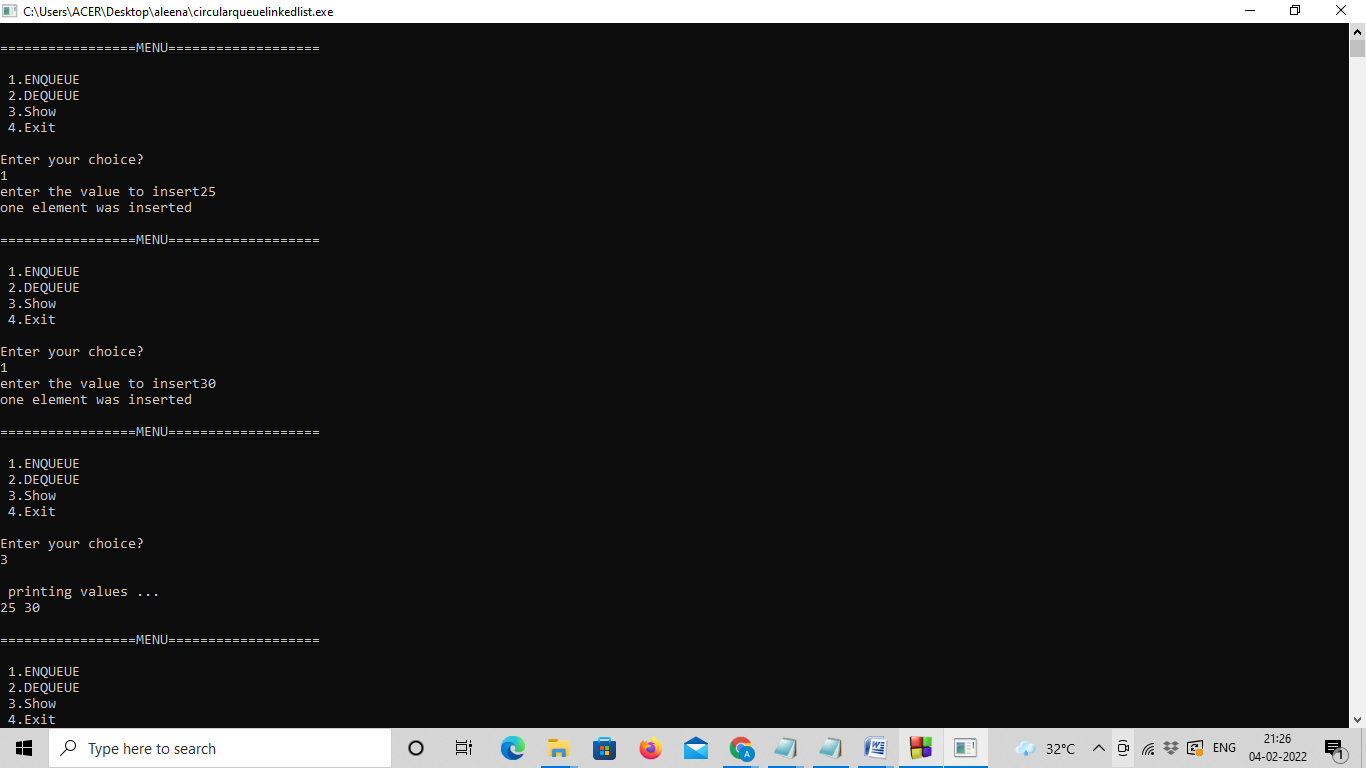 C:\Users\ACER\Desktop\aleena\circularqueuelinkedlist.exe
=================MENU===================
1.ENQUEUE
2.DEQUEUE
3.Show
4.Exit
Enter your choice?
1
enter the value to insert25
one element was inserted
=================MENU===================
1.ENQUEUE
2.DEQUEUE
3.Show
4.Exit
Enter your choice?
1
enter the value to insert30
one element was inserted
=================MENU===================
1.ENQUEUE
2.DEQUEUE
3.Show
4.Exit
Enter your choice?
3
printing values ...
25 30
=================MENU===================
1.ENQUEUE
2.DEQUEUE
3.Show
4.Exit
Type here to search
32°C
ENG
21:26
04-02-2022
1